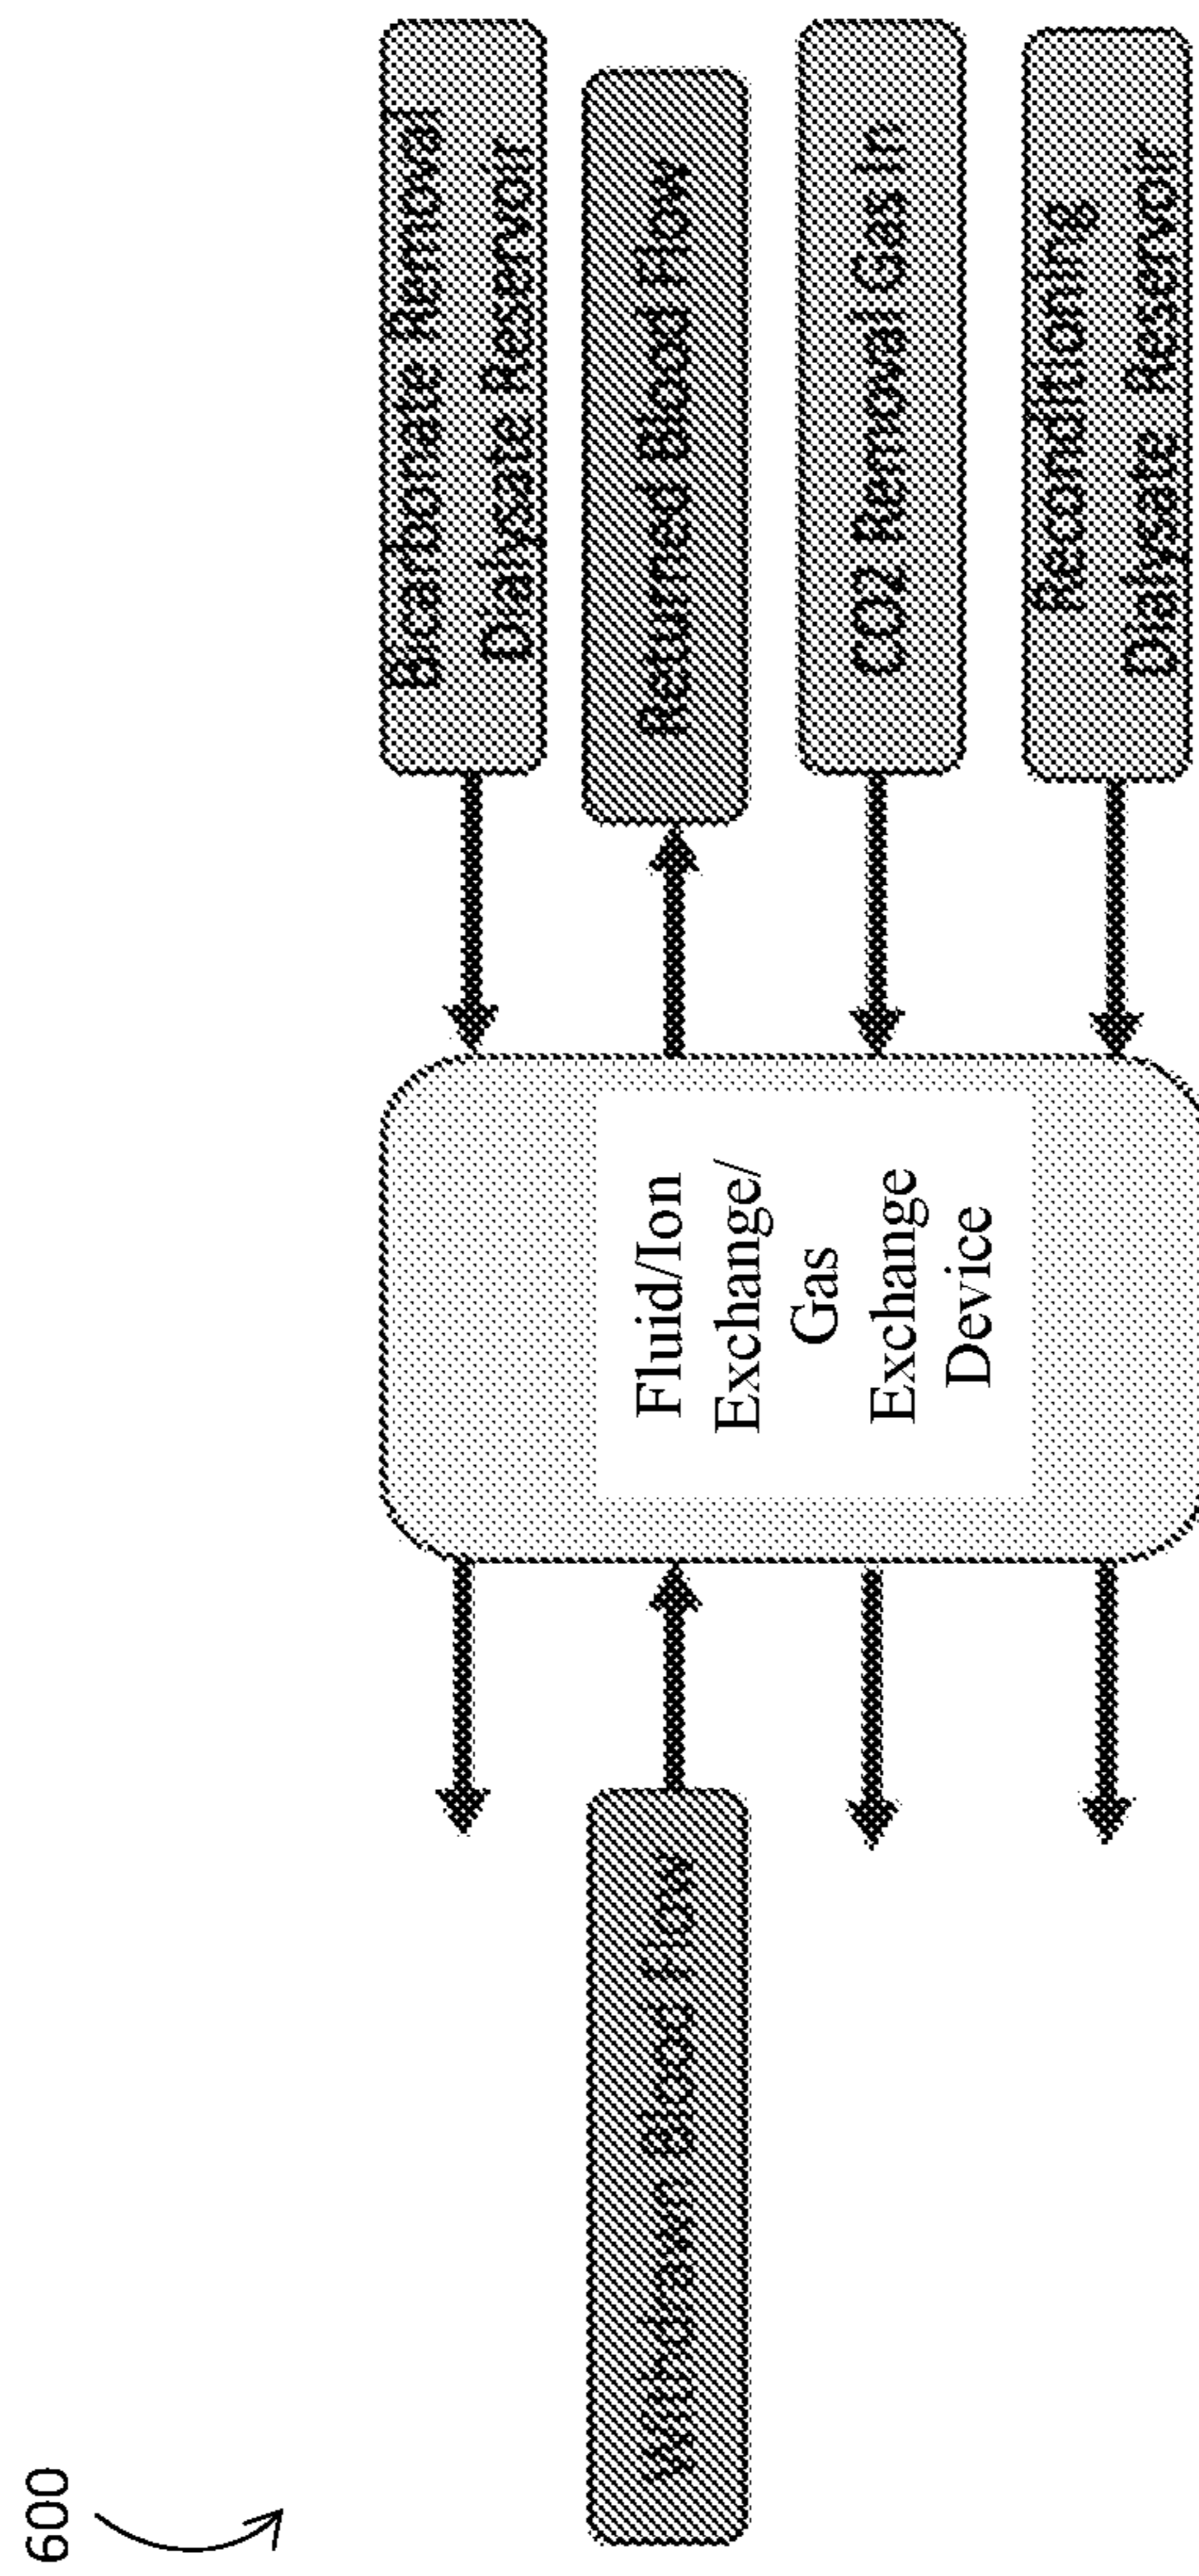 600
Withdrawn Blood Flow
Fluid/Ion
Exchange/
Gas
Exchange
Device
Bicarbonate Removal
Dialysate Reservoir
Returned Blood Flow
CO2 Removal Gas In
Reconditioning
Dialysate Reservoir